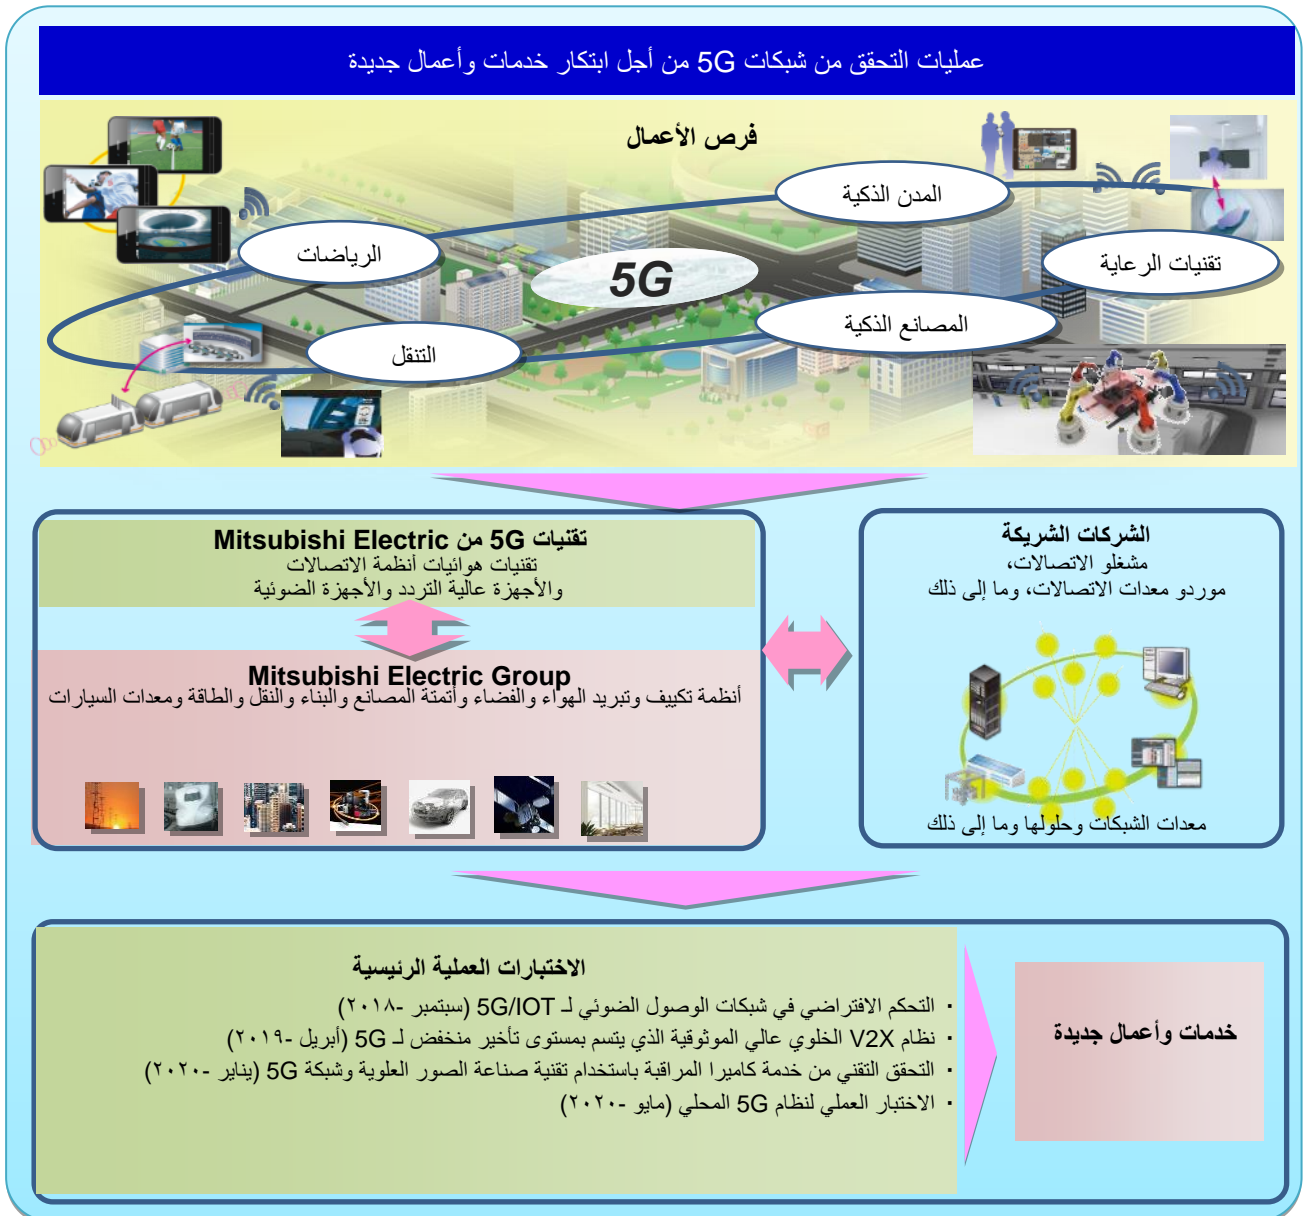 عمليات التحقق من شبكات 5G من أجل ابتكار خدمات وأعمال جديدة
فرص الأعمال
المدن الذكية
الرياضات
تقنيات الرعاية
5G
المصانع الذكية
التنقل
الشركات الشريكة
مشغلو الاتصالات،
موردو معدات الاتصالات، وما إلى ذلك
معدات الشبكات وحلولها وما إلى ذلك
تقنيات 5G من Mitsubishi Electric
تقنيات هوائيات أنظمة الاتصالات
والأجهزة عالية التردد والأجهزة الضوئية
Mitsubishi Electric Group
أنظمة تكييف وتبريد الهواء والفضاء وأتمتة المصانع والبناء والنقل والطاقة ومعدات السيارات
الاختبارات العملية الرئيسية
· التحكم الافتراضي في شبكات الوصول الضوئي لـ 5G/IOT (سبتمبر -٢٠١٨)
· نظام V2X الخلوي عالي الموثوقية الذي يتسم بمستوى تأخير منخفض لـ 5G (أبريل -٢٠١٩)
· التحقق التقني من خدمة كاميرا المراقبة باستخدام تقنية صناعة الصور العلوية وشبكة 5G (يناير -٢٠٢٠)
· الاختبار العملي لنظام 5G المحلي (مايو -٢٠٢٠)
خدمات وأعمال جديدة